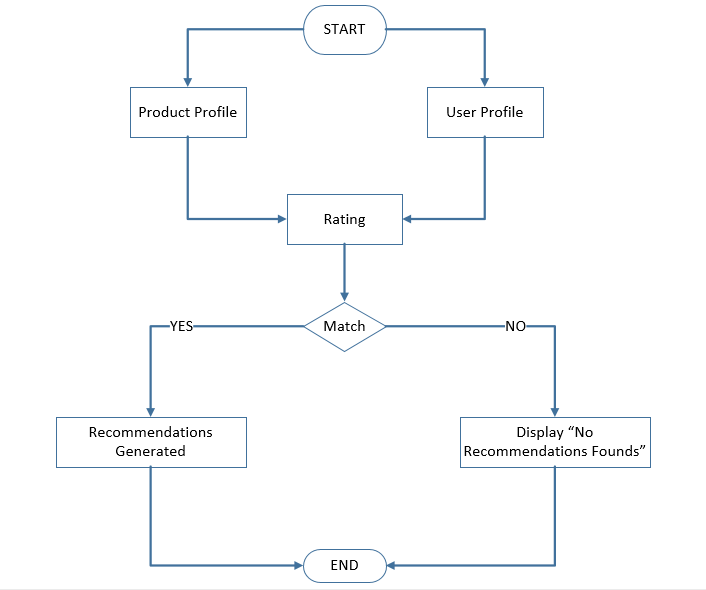 START
Product Profile
User Profile
Rating
Match
YES
NO
Recommendations
Generated
Display “No
Recommendations Founds”
END